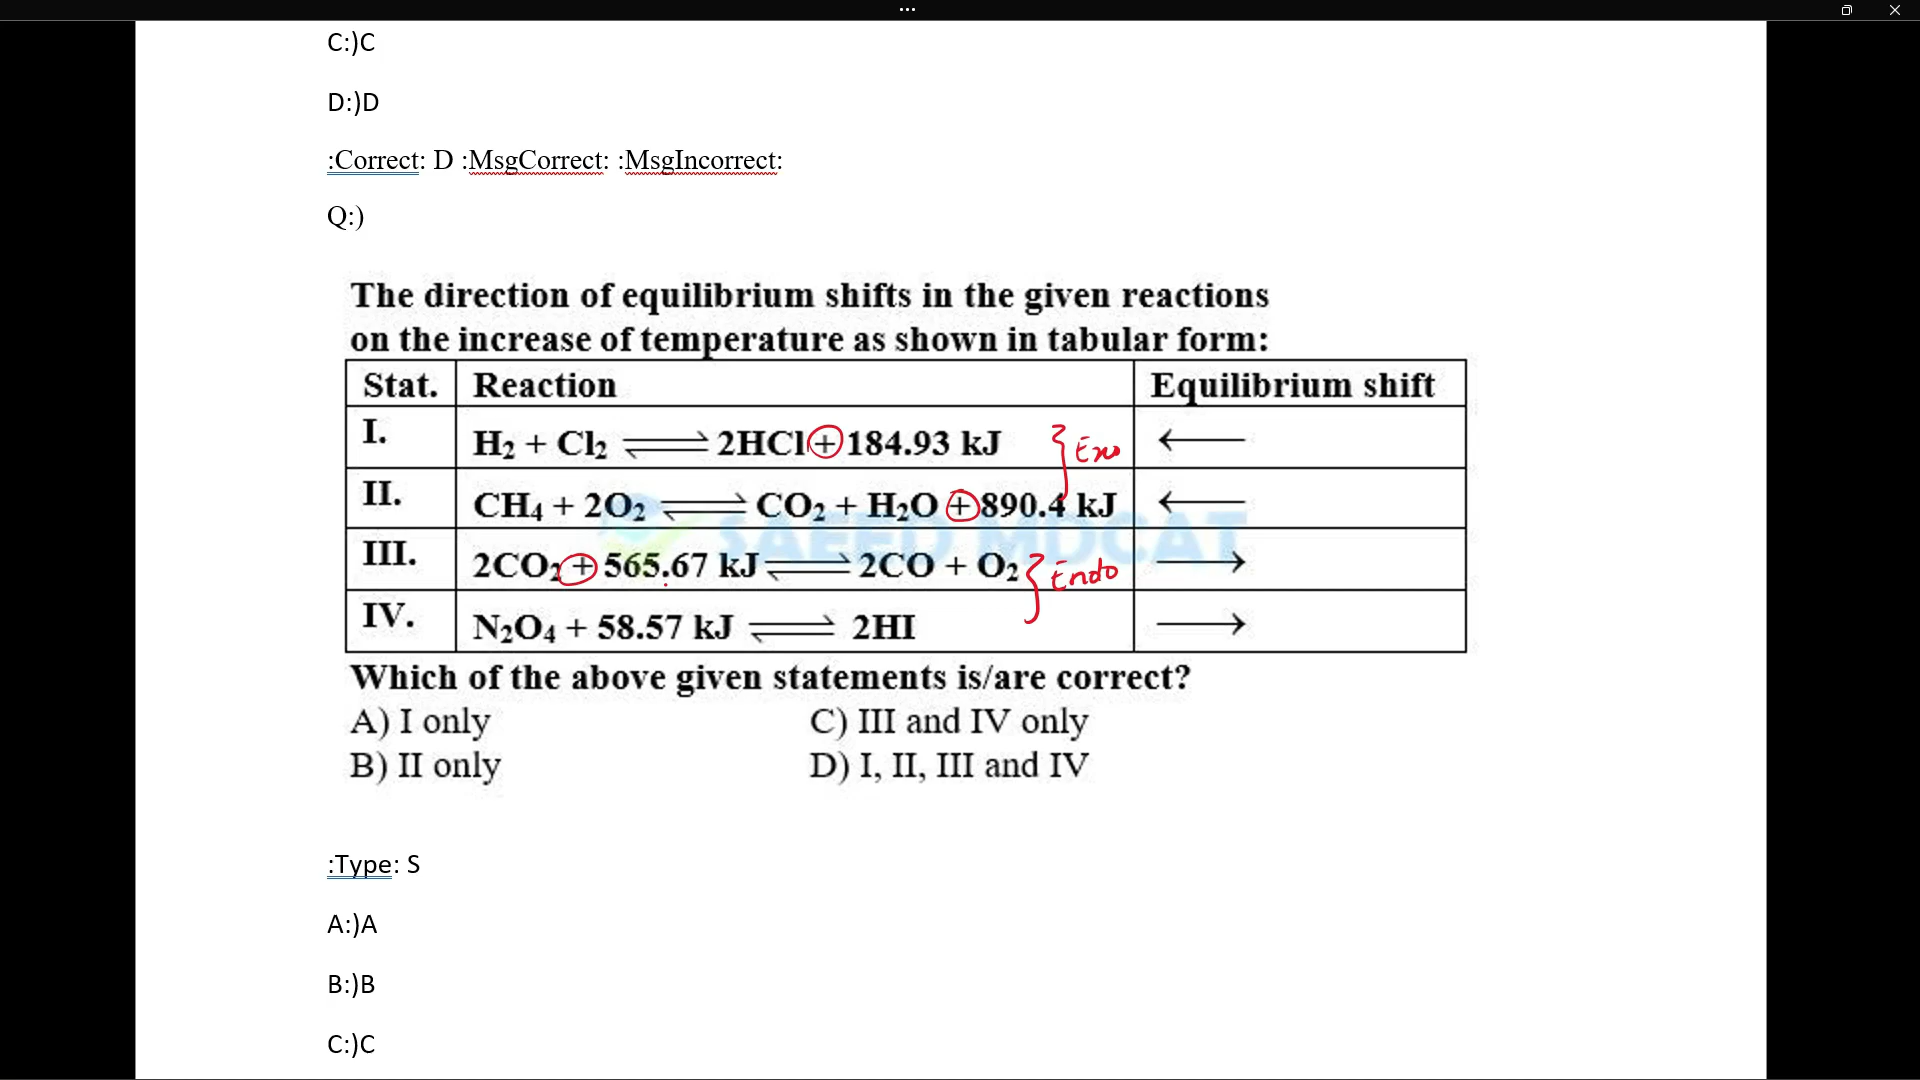 C:)C
D:)D
:Correct: D :MsgCorrect: :MsgIncorrect:
Q:)
The direction of equilibrium shifts in the given reactions
on the increase of temperature as shown in tabular form:
Stat. Reaction Equilibrium shift
I. H₂ + Cl₂ ⇌ 2HCl + 184.93 kJ ←
Exo
II. CH₄ + 2O₂ ⇌ CO₂ + H₂O + 890.4 kJ ←
SAEED MDCAT
III. 2CO₂ + 565.67 kJ ⇌ 2CO + O₂ →
Endo
IV. N₂O₄ + 58.57 kJ ⇌ 2HI →
Which of the above given statements is/are correct?
A) I only C) III and IV only
B) II only D) I, II, III and IV
:Type: S
A:)A
B:)B
C:)C